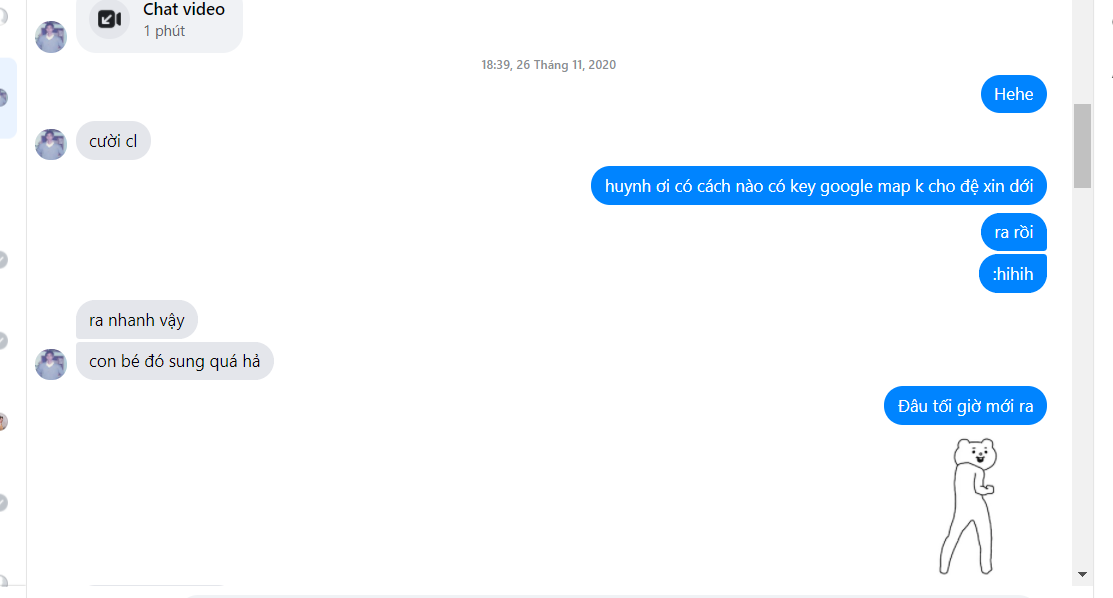 Chat video
1 phút
18:39, 26 Tháng 11, 2020
Hehe
cười cl
huynh ơi có cách nào có key google map k cho đệ xin dới
ra rồi
:hihih
ra nhanh vậy
con bé đó sung quá hả
Đâu tối giờ mới ra